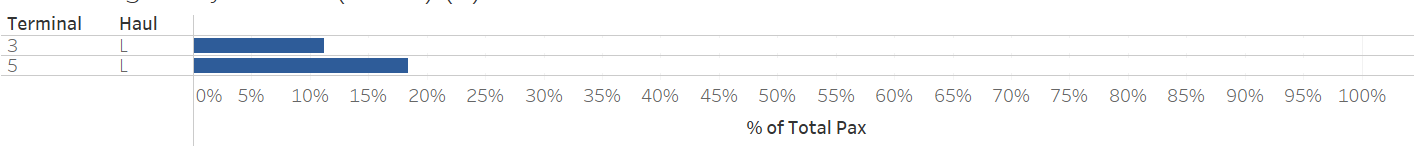 Terminal Haul
3 L
5 L
0% 5% 10% 15% 20% 25% 30% 35% 40% 45% 50% 55% 60% 65% 70% 75% 80% 85% 90% 95% 100%
% of Total Pax